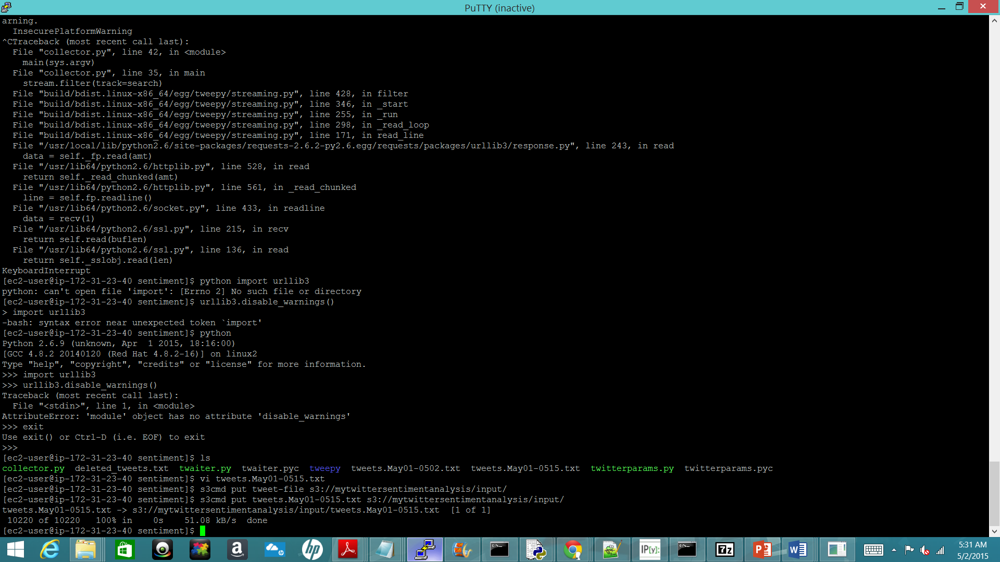 PuTTY (inactive)
arning.
  InsecurePlatformWarning
^CTraceback (most recent call last):
  File "collector.py", line 42, in <module>
    main(sys.argv)
  File "collector.py", line 35, in main
    stream.filter(track=search)
  File "build/bdist.linux-x86_64/egg/tweepy/streaming.py", line 428, in filter
  File "build/bdist.linux-x86_64/egg/tweepy/streaming.py", line 346, in _start
  File "build/bdist.linux-x86_64/egg/tweepy/streaming.py", line 255, in _run
  File "build/bdist.linux-x86_64/egg/tweepy/streaming.py", line 298, in _read_loop
  File "build/bdist.linux-x86_64/egg/tweepy/streaming.py", line 171, in read_line
  File "/usr/local/lib/python2.6/site-packages/requests-2.6.2-py2.6.egg/requests/packages/urllib3/response.py", line 243, in read
    data = self._fp.read(amt)
  File "/usr/lib64/python2.6/httplib.py", line 528, in read
    return self._read_chunked(amt)
  File "/usr/lib64/python2.6/httplib.py", line 561, in _read_chunked
    line = self.fp.readline()
  File "/usr/lib64/python2.6/socket.py", line 433, in readline
    data = recv(1)
  File "/usr/lib64/python2.6/ssl.py", line 215, in recv
    return self.read(buflen)
  File "/usr/lib64/python2.6/ssl.py", line 136, in read
    return self._sslobj.read(len)
KeyboardInterrupt
[ec2-user@ip-172-31-23-40 sentiment]$ python import urllib3
python: can't open file 'import': [Errno 2] No such file or directory
[ec2-user@ip-172-31-23-40 sentiment]$ urllib3.disable_warnings()
> import urllib3
-bash: syntax error near unexpected token `import'
[ec2-user@ip-172-31-23-40 sentiment]$ python
Python 2.6.9 (unknown, Apr  1 2015, 18:16:00)
[GCC 4.8.2 20140120 (Red Hat 4.8.2-16)] on linux2
Type "help", "copyright", "credits" or "license" for more information.
>>> import urllib3
>>> urllib3.disable_warnings()
Traceback (most recent call last):
  File "<stdin>", line 1, in <module>
AttributeError: 'module' object has no attribute 'disable_warnings'
>>> exit
Use exit() or Ctrl-D (i.e. EOF) to exit
>>>
[ec2-user@ip-172-31-23-40 sentiment]$ ls
collector.py  deleted_tweets.txt  twaiter.py  twaiter.pyc  tweepy  tweets.May01-0502.txt  tweets.May01-0515.txt  twitterparams.py  twitterparams.pyc
[ec2-user@ip-172-31-23-40 sentiment]$ vi tweets.May01-0515.txt
[ec2-user@ip-172-31-23-40 sentiment]$ s3cmd put tweet-file s3://mytwittersentimentanalysis/input/
[ec2-user@ip-172-31-23-40 sentiment]$ s3cmd put tweets.May01-0515.txt s3://mytwittersentimentanalysis/input/
tweets.May01-0515.txt -> s3://mytwittersentimentanalysis/input/tweets.May01-0515.txt  [1 of 1]
 10220 of 10220   100% in    0s    51.08 kB/s  done
[ec2-user@ip-172-31-23-40 sentiment]$
hp
IP[y]:
7z
5:31 AM
5/2/2015